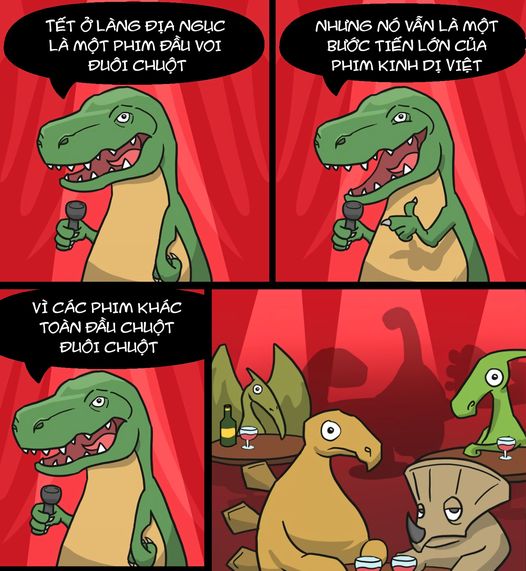 TẾT Ở LÀNG ĐỊA NGỤC
LÀ MỘT PHIM ĐẦU VOI
ĐUÔI CHUỘT
NHƯNG NÓ VẪN LÀ MỘT
BƯỚC TIẾN LỚN CỦA
PHIM KINH DỊ VIỆT
VÌ CÁC PHIM KHÁC
TOÀN ĐẦU CHUỘT
ĐUÔI CHUỘT